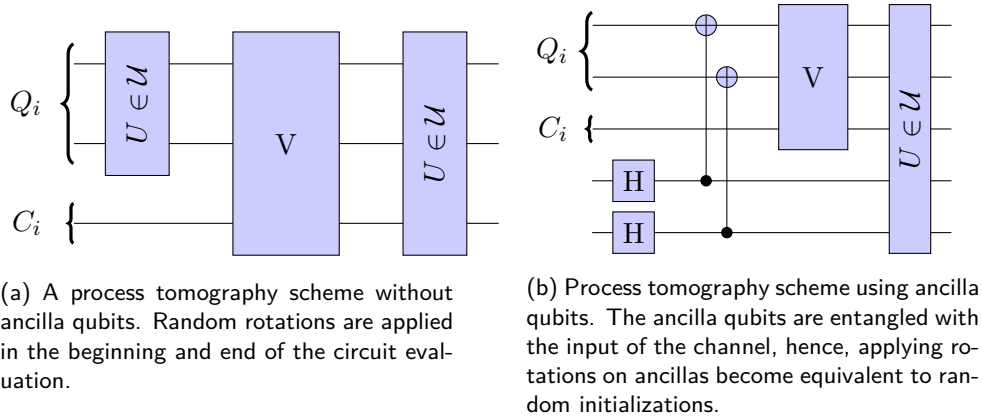 Q_i
C_i
U ∈ 𝒰
V
U ∈ 𝒰
(a) A process tomography scheme without
ancilla qubits. Random rotations are applied
in the beginning and end of the circuit eval-
uation.
Q_i
C_i
H
H
V
U ∈ 𝒰
(b) Process tomography scheme using ancilla
qubits. The ancilla qubits are entangled with
the input of the channel, hence, applying ro-
tations on ancillas become equivalent to ran-
dom initializations.